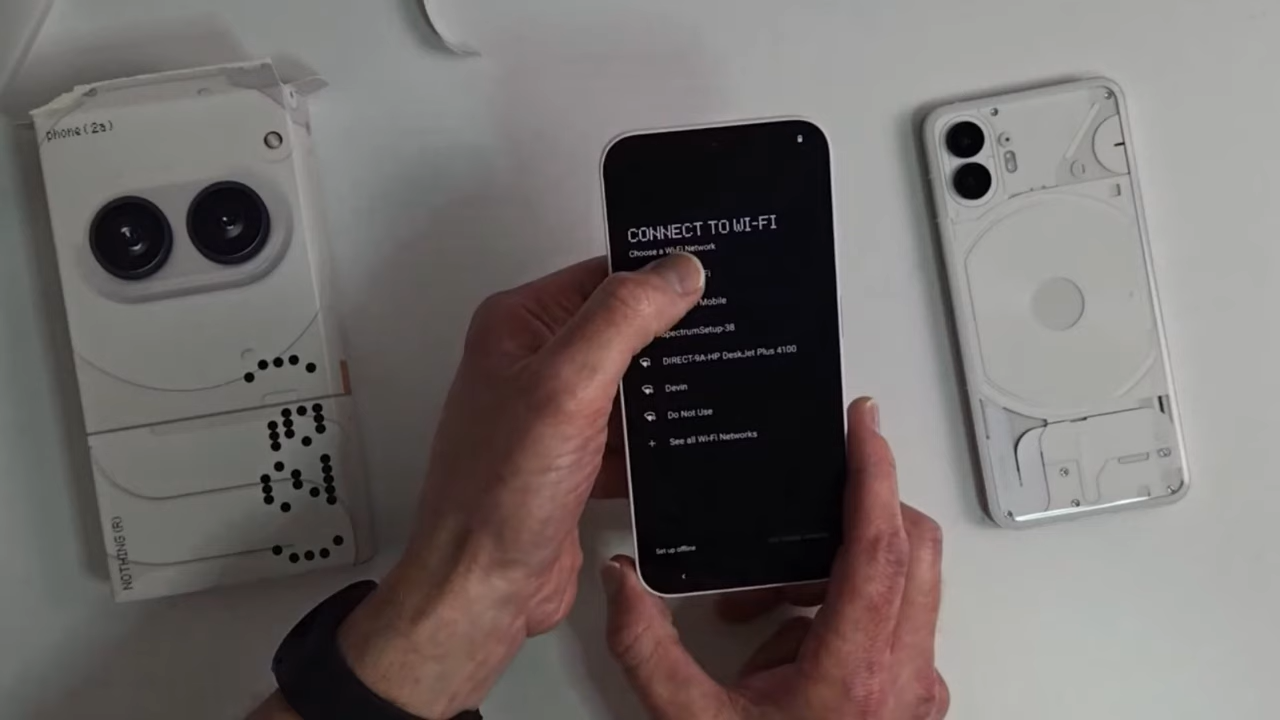 phone(2a)
(2a)
NOTHING (R)
CONNECT TO WI-FI
Choose a Wi-Fi Network
Mobile
SpectrumSetup-38
DIRECT-9A-HP DeskJet Plus 4100
Devin
Do Not Use
+ See all Wi-Fi Networks
Set up offline